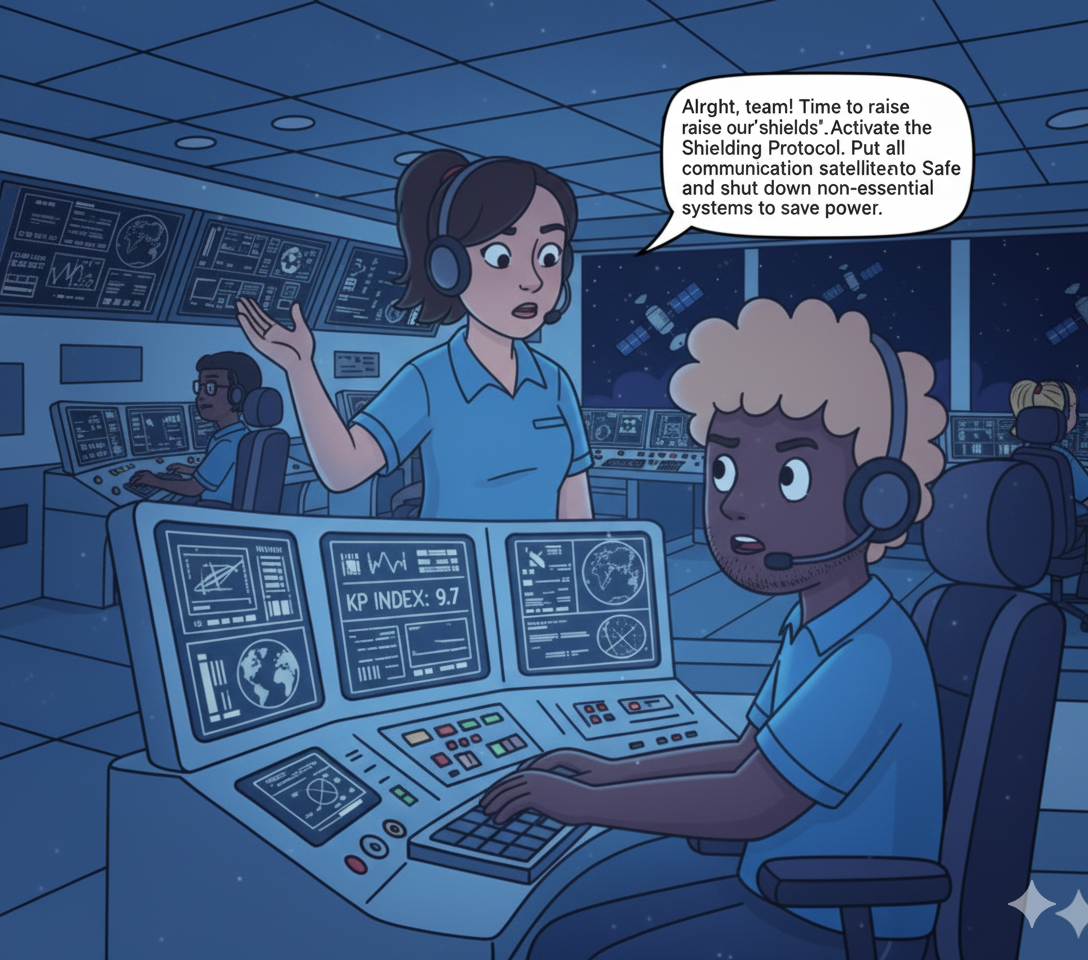 Alrght, team! Time to raise
raise our'shields".Activate the
Shielding Protocol. Put all
communication satellitento Safe
and shut down non-essential
systems to save power.
KP INDEX: 9.7